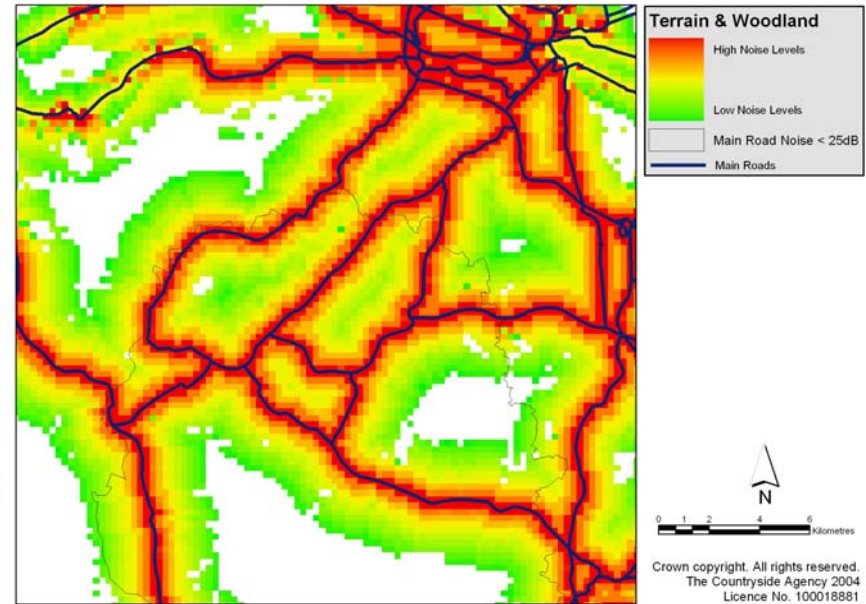 Terrain & Woodland
High Noise Levels
Low Noise Levels
Main Road Noise < 25dB
Main Roads
N
0 1 2 4 6
Kilometres
Crown copyright. All rights reserved.
The Countryside Agency 2004
Licence No. 100018881